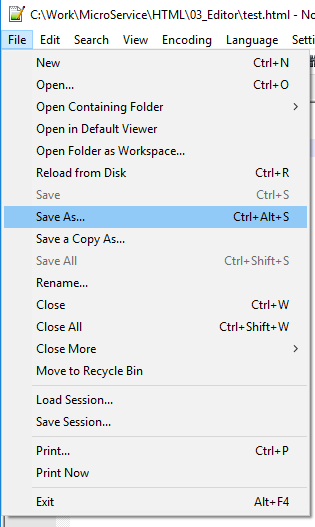 C:\Work\MicroService\HTML\03_Editor\test.html - No
File Edit Search View Encoding Language Setti
New Ctrl+N
Open... Ctrl+O
Open Containing Folder
Open in Default Viewer
Open Folder as Workspace...
Reload from Disk Ctrl+R
Save Ctrl+S
Save As... Ctrl+Alt+S
Save a Copy As...
Save All Ctrl+Shift+S
Rename...
Close Ctrl+W
Close All Ctrl+Shift+W
Close More
Move to Recycle Bin
Load Session...
Save Session...
Print... Ctrl+P
Print Now
Exit Alt+F4